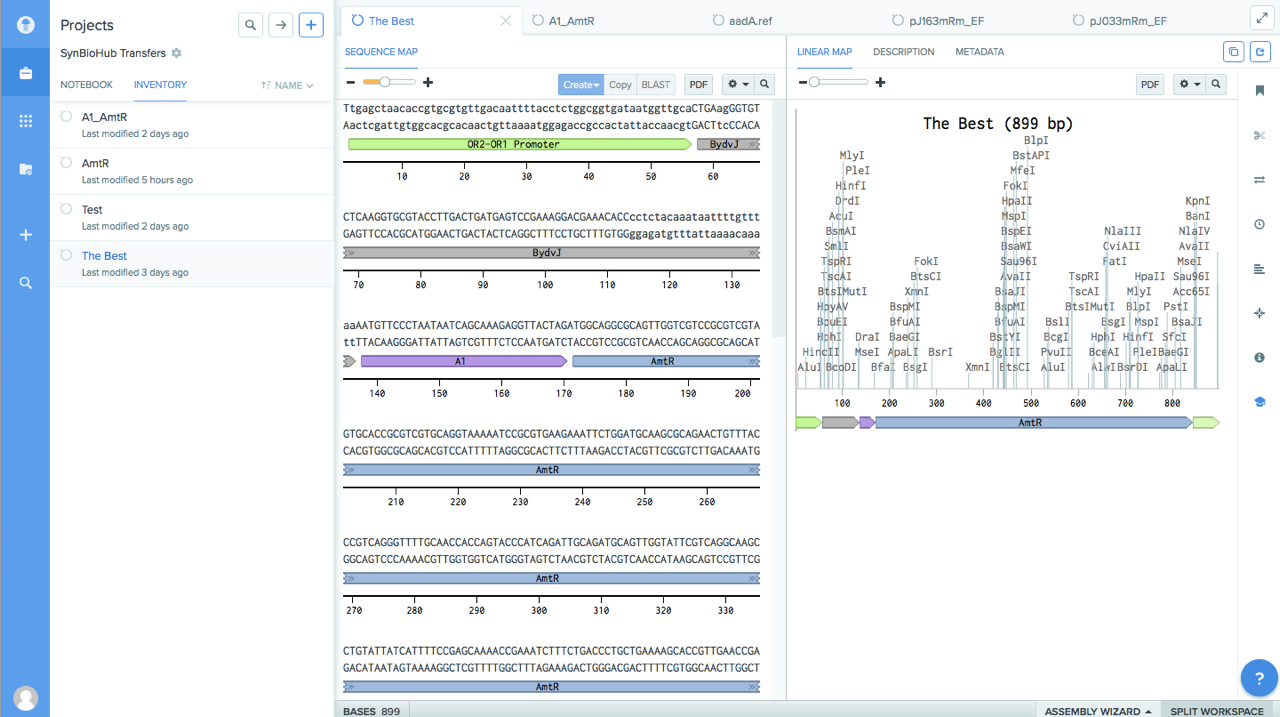 Projects
SynBioHub Transfers
NOTEBOOK
INVENTORY
NAME
A1_AmtR
Last modified 2 days ago
AmtR
Last modified 5 hours ago
Test
Last modified 2 days ago
The Best
Last modified 3 days ago
The Best
A1_AmtR
aadA.ref
pJ163mRm_EF
pJ033mRm_EF
SEQUENCE MAP
Create
Copy
BLAST
PDF
TtgagctaacaccgtgcgtgttgacaattttacctctggcggtgataatggttgcaCTGAagGGTGT
AactcgattgtggcacgcacaactgttaaaatggagaccgccactattaccaacgtGACTtcCCACA
OR2-OR1 Promoter
BydvJ
10 20 30 40 50 60
CTCAAGGTGCGTACCTTGACTGATGAGTCCGAAAGGACGAAACACCcctctacaaataattttgttt
GAGTTCCACGCATGGAACTGACTACTCAGGCTTTCCTGCTTTGTGGggagatgtttattaaaacaaa
BydvJ
70 80 90 100 110 120 130
aaAATGTTCCCTAATAATCAGCAAAGAGGTTACTAGATGGCAGGCGCAGTTGGTCGTCCGCGTCGTA
ttTTACAAGGGATTATTAGTCGTTTCTCCAATGATCTACCGTCCGCGTCAACCAGCAGGCGCAGCAT
A1
AmtR
140 150 160 170 180 190 200
GTGCACCGCGTCGTGCAGGTAAAAATCCGCGTGAAGAAATTCTGGATGCAAGCGCAGAACTGTTTAC
CACGTGGCGCAGCACGTCCATTTTTAGGCGCACTTCTTTAAGACCTACGTTCGCGTCTTGACAAATG
AmtR
210 220 230 240 250 260
CCGTCAGGGTTTTGCAACCACCAGTACCCATCAGATTGCAGATGCAGTTGGTATTCGTCAGGCAAGC
GGCAGTCCCAAAACGTTGGTGGTCATGGGTAGTCTAACGTCTACGTCAACCATAAGCAGTCCGTTCG
AmtR
270 280 290 300 310 320 330
CTGTATTATCATTTTCCGAGCAAAACCGAAATCTTTCTGACCCTGCTGAAAAGCACCGTTGAACCGA
GACATAATAGTAAAAGGCTCGTTTTGGCTTTAGAAAGACTGGGACGACTTTTCGTGGCAACTTGGCT
AmtR
BASES 899
LINEAR MAP
DESCRIPTION
METADATA
PDF
The Best (899 bp)
BlpI
MlyI BstAPI
PleI MfeI
HinfI FokI
DrdI HpaII KpnI
AcuI MspI BanI
BsmAI BspEI NlaIII NlaIV
SmlI BsaWI CviAII AvaII
TspRI FokI Sau96I FatI MseI
TscAI BtsCI AvaII TspRI HpaII Sau96I
BtsIMutI XmnI BsaJI TscAI MlyI Acc65I
HpyAV BspMI BspMI BtsIMutI BlpI PstI
BcuEI BfuAI BfuAI BslI BsgI MspI BsaJI
HphI DraI BaeGI BstYI BcgI HphI HinfI SfcI
HincII MseI ApaLI BsrI BglII PvuII BceAI PleI BaeGI
AluI BcoDI BfaI BsgI XmnI BtsCI AluI AlwI BsrDI ApaLI
100 200 300 400 500 600 700 800
AmtR
?
ASSEMBLY WIZARD
SPLIT WORKSPACE